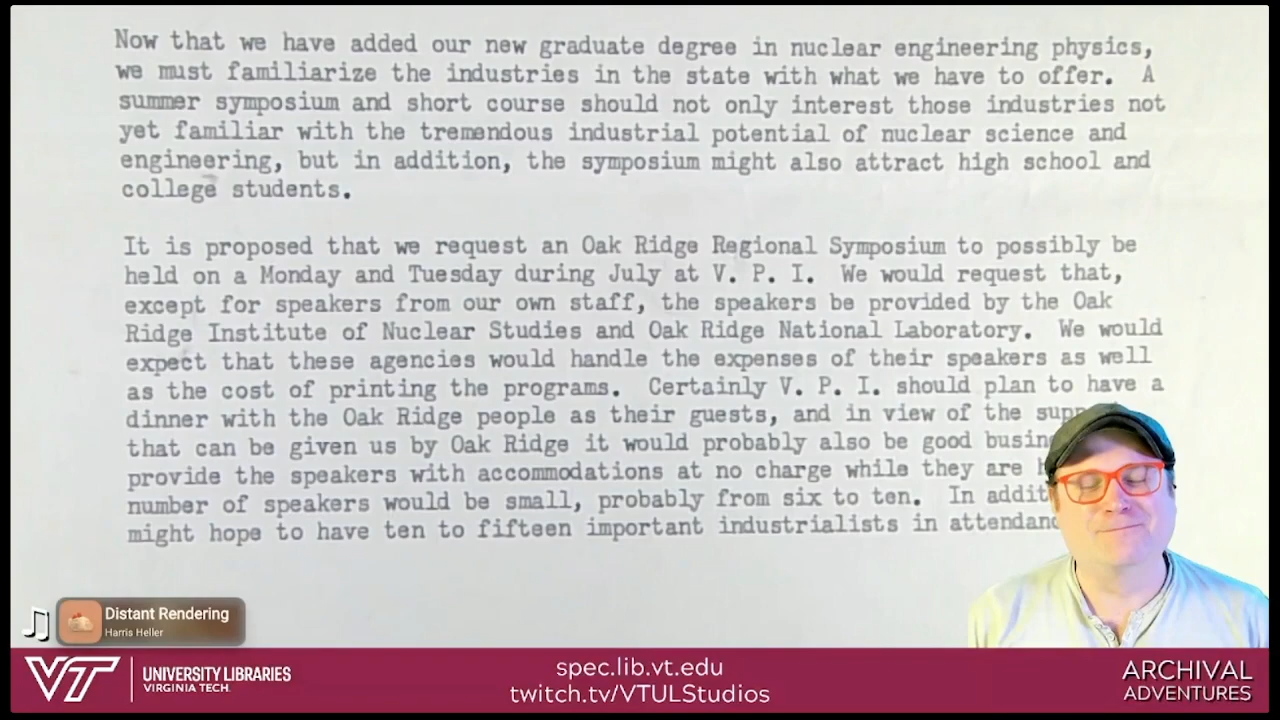 Now that we have added our new graduate degree in nuclear engineering physics,
we must familiarize the industries in the state with what we have to offer. A
summer symposium and short course should not only interest those industries not
yet familiar with the tremendous industrial potential of nuclear science and
engineering, but in addition, the symposium might also attract high school and
college students.
It is proposed that we request an Oak Ridge Regional Symposium to possibly be
held on a Monday and Tuesday during July at V. P. I. We would request that,
except for speakers from our own staff, the speakers be provided by the Oak
Ridge Institute of Nuclear Studies and Oak Ridge National Laboratory. We would
expect that these agencies would handle the expenses of their speakers as well
as the cost of printing the programs. Certainly V. P. I. should plan to have a
dinner with the Oak Ridge people as their guests, and in view of the
that can be given us by Oak Ridge it would probably also be good
provide the speakers with accommodations at no charge while they are
number of speakers would be small, probably from six to ten. In
might hope to have ten to fifteen important industrialists in
Distant Rendering
Harris Heller
VT UNIVERSITY LIBRARIES
VIRGINIA TECH.
spec.lib.vt.edu
twitch.tv/VTULStudios
ARCHIVAL
ADVENTURES